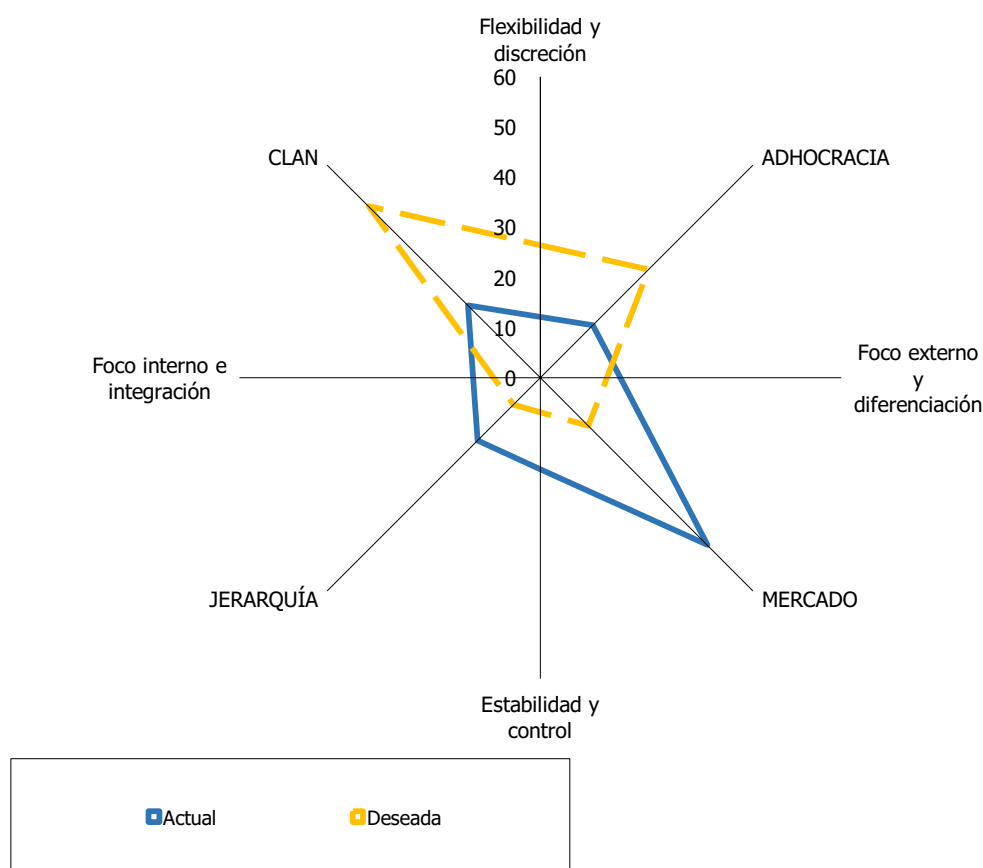 Flexibilidad y
discreción
60
50
40
30
20
10
0
CLAN
ADHOCRACIA
Foco interno e
integración
Foco externo
y
diferenciación
JERARQUÍA
MERCADO
Estabilidad y
control
Actual
Deseada